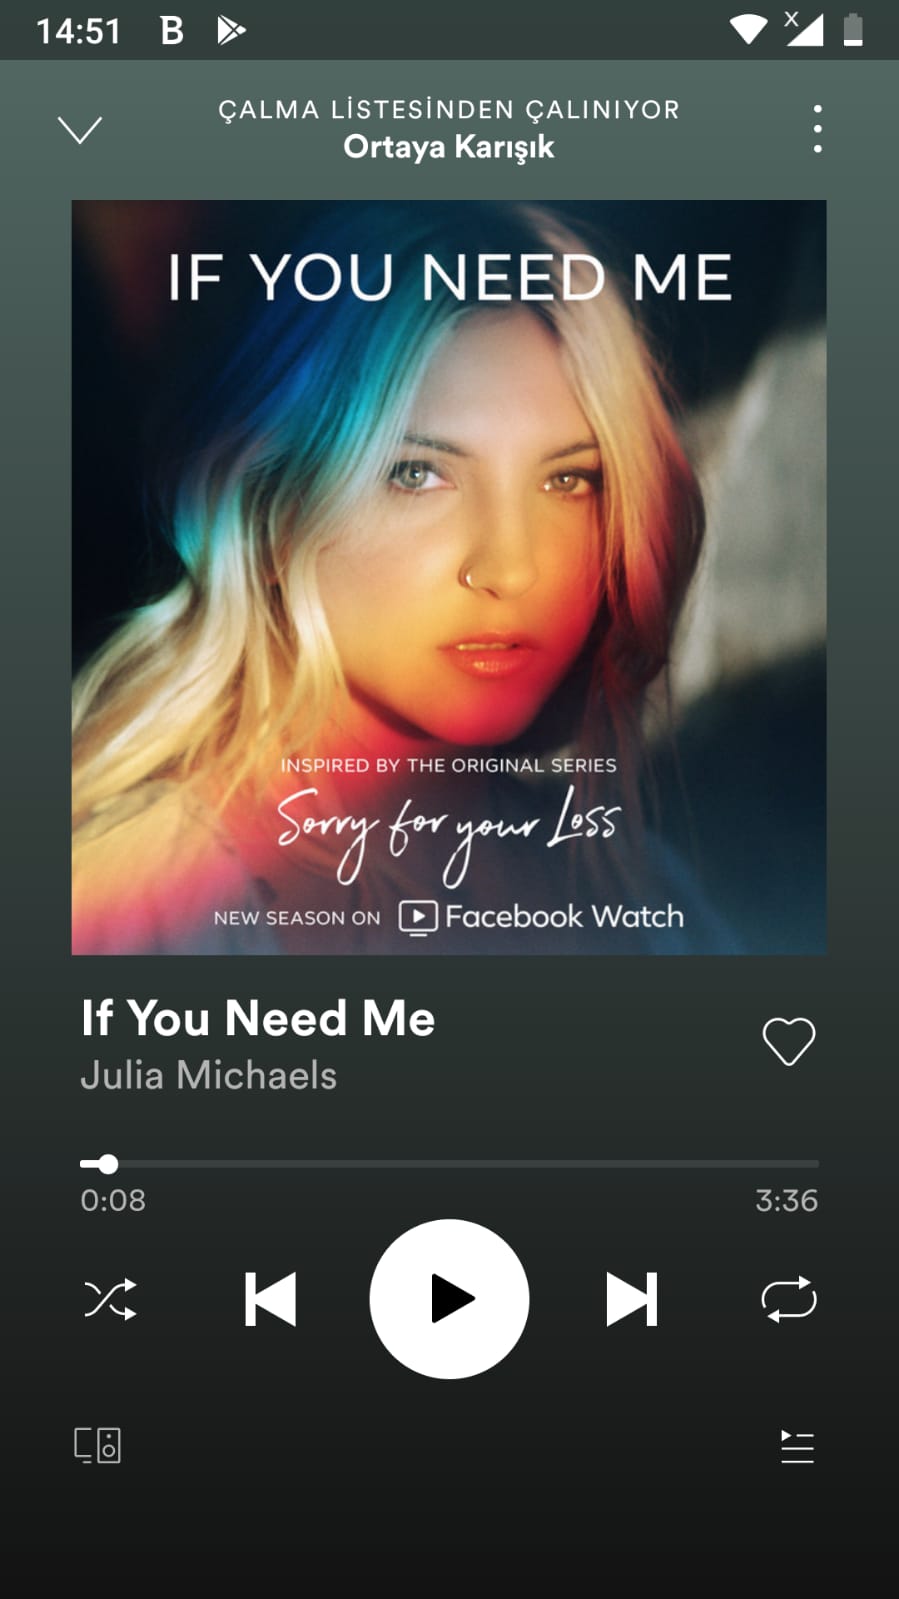 14:51 B
ÇALMA LİSTESİNDEN ÇALINIYOR
Ortaya Karışık
IF YOU NEED ME
INSPIRED BY THE ORIGINAL SERIES
Sorry for your Loss
NEW SEASON ON Facebook Watch
If You Need Me
Julia Michaels
0:08 3:36